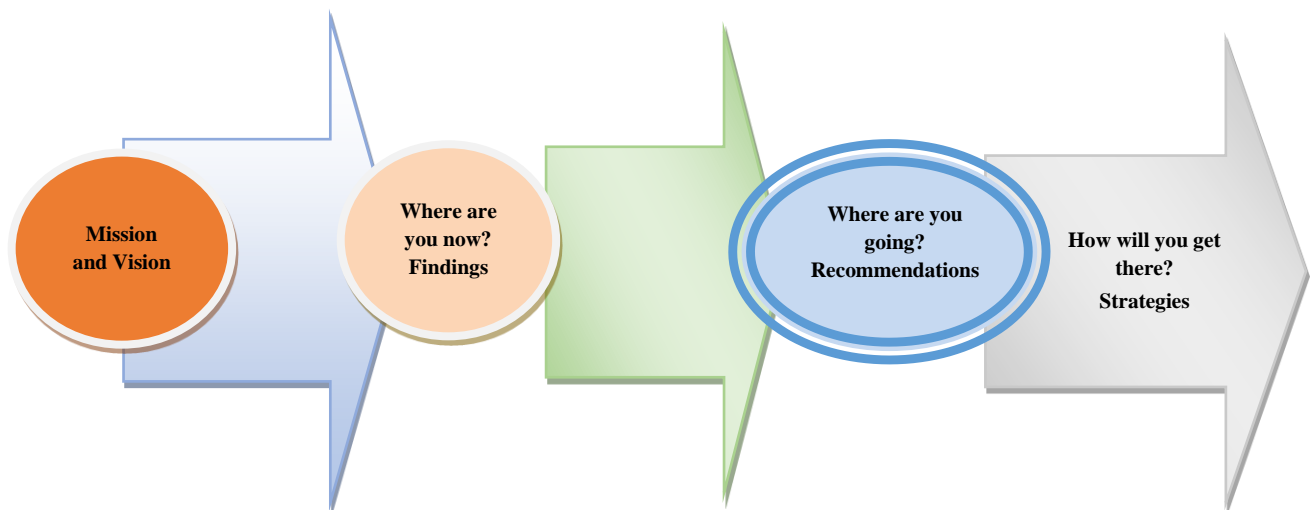 Mission
and Vision
Where are
you now?
Findings
Where are you
going?
Recommendations
How will you get
there?
Strategies